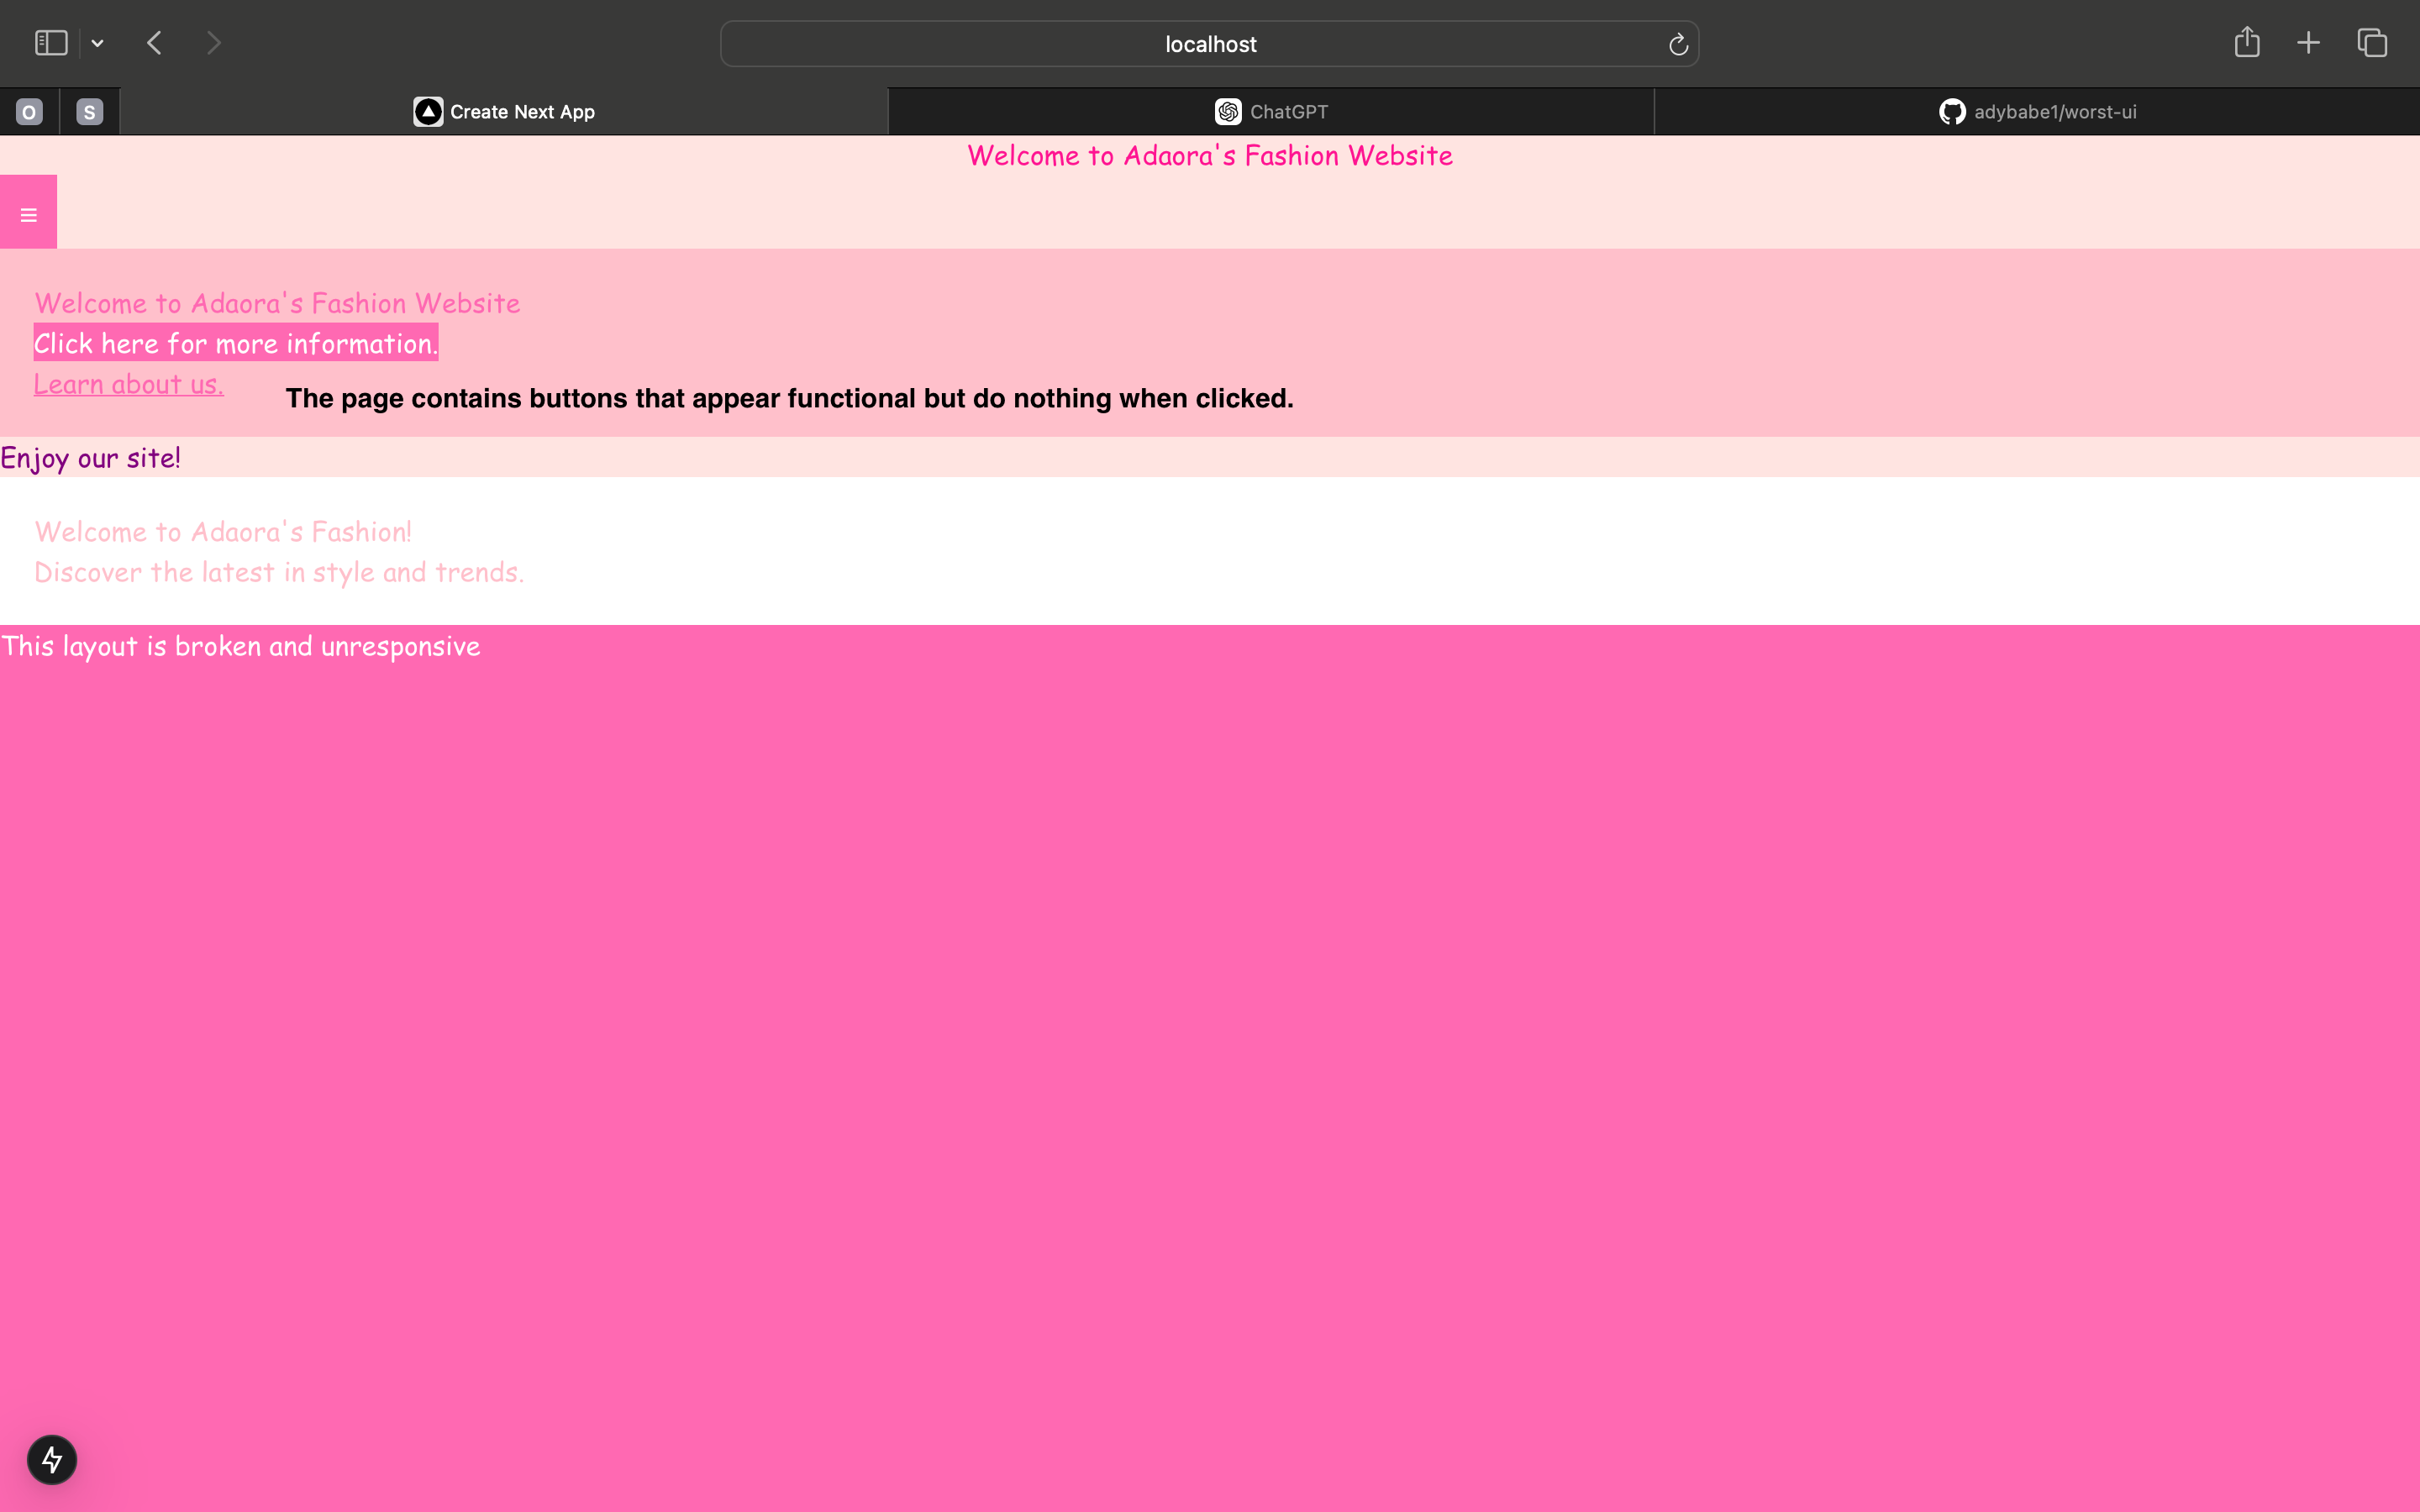 localhost
O
S
Create Next App
ChatGPT
adybabe1/worst-ui
Welcome to Adaora's Fashion Website
Welcome to Adaora's Fashion Website
Click here for more information.
Learn about us.
The page contains buttons that appear functional but do nothing when clicked.
Enjoy our site!
Welcome to Adaora's Fashion!
Discover the latest in style and trends.
This layout is broken and unresponsive